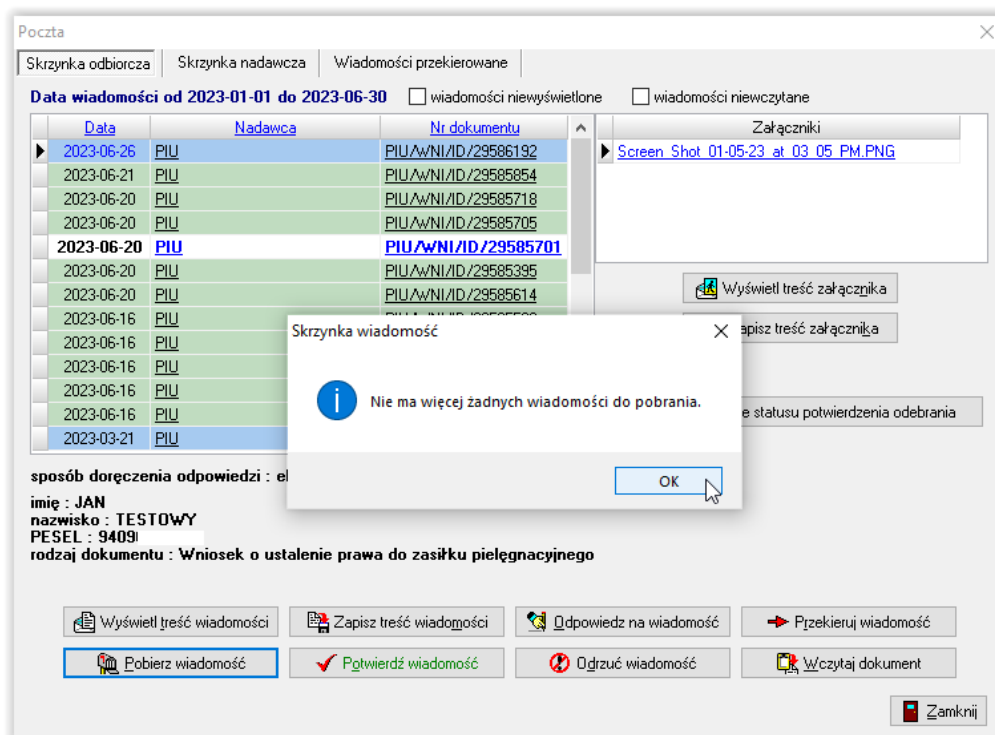 Poczta
Skrzynka odbiorcza Skrzynka nadawcza Wiadomości przekierowane
Data wiadomości od 2023-01-01 do 2023-06-30 wiadomości niewyświetlone wiadomości niewczytane
Data Nadawca Nr dokumentu Załączniki
2023-06-26 PIU PIU/WNI/ID/29586192 Screen_Shot_01-05-23_at_03_05_PM.PNG
2023-06-21 PIU PIU/WNI/ID/29585854
2023-06-20 PIU PIU/WNI/ID/29585718
2023-06-20 PIU PIU/WNI/ID/29585705
2023-06-20 PIU PIU/WNI/ID/29585701
2023-06-20 PIU PIU/WNI/ID/29585395
2023-06-20 PIU PIU/WNI/ID/29585614
Wyświetl treść załącznika
2023-06-16 PIU
apisz treść załącznika
2023-06-16 PIU
2023-06-16 PIU
2023-06-16 PIU
2023-06-16 PIU
e statusu potwierdzenia odebrania
2023-03-21 PIU
Skrzynka wiadomość
Nie ma więcej żadnych wiadomości do pobrania.
OK
sposób doręczenia odpowiedzi : el
imię : JAN
nazwisko : TESTOWY
PESEL : 9409
rodzaj dokumentu : Wniosek o ustalenie prawa do zasiłku pielęgnacyjnego
Wyświetl treść wiadomości Zapisz treść wiadomości Odpowiedz na wiadomość Przekieruj wiadomość
Pobierz wiadomość Potwierdź wiadomość Odrzuć wiadomość Wczytaj dokument
Zamknij